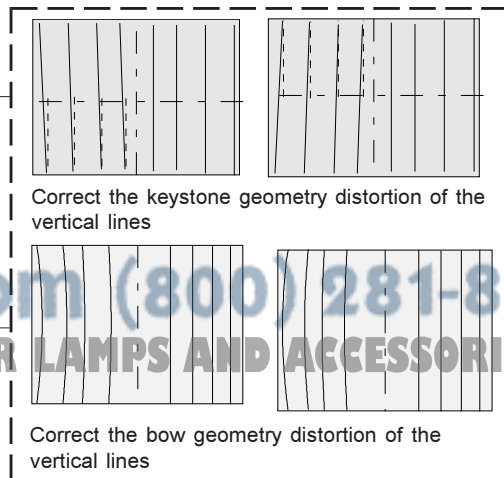 Correct the keystone geometry distortion of the
vertical lines
om (800) 281-8
R LAMPS AND ACCESSORI
Correct the bow geometry distortion of the
vertical lines